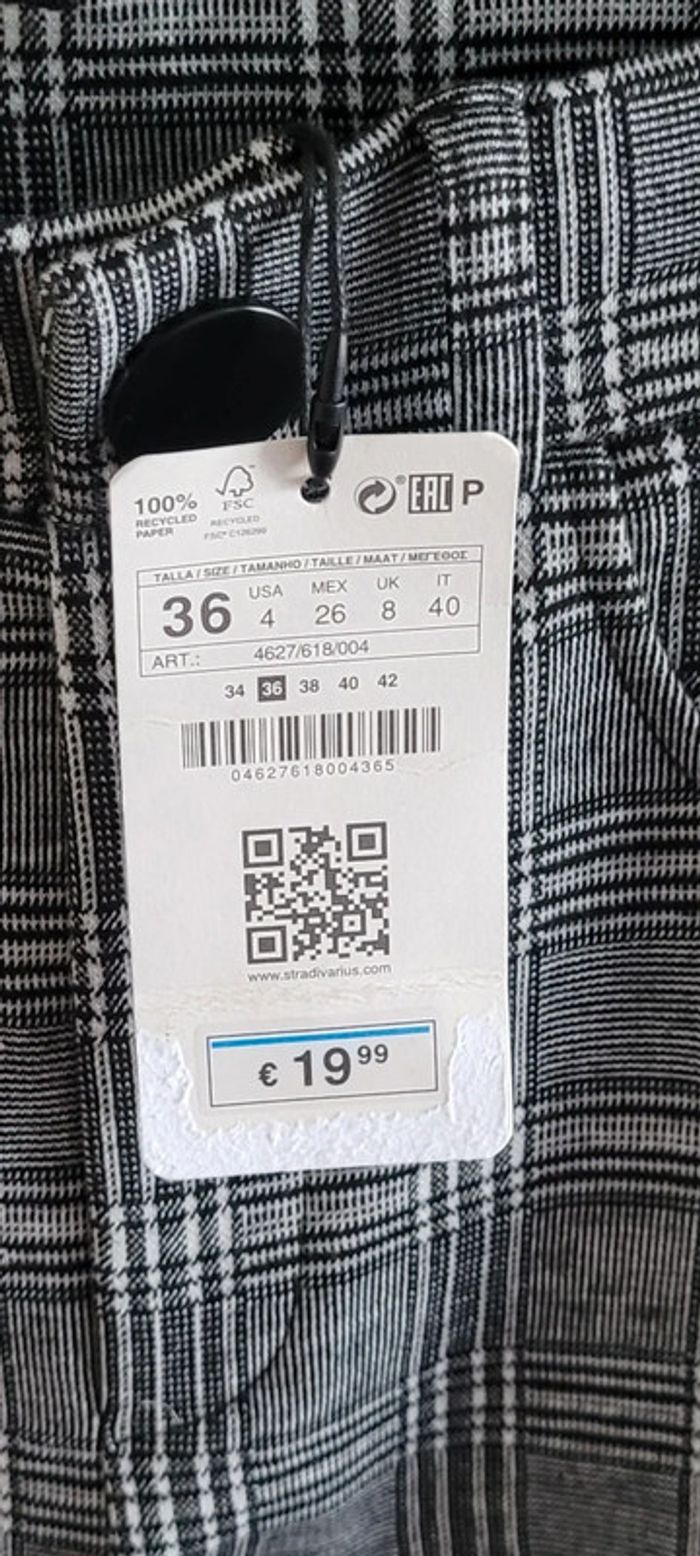 100%
RECYCLED
PAPER
FSC
RECYCLED
FSC® C126290
® EAC P
TALLA / SIZE / TAMANHO / TAILLE / MAAT / ΜΕΓΕΘΟΣ
36 USA MEX UK IT
4 26 8 40
ART.: 4627/618/004
34 36 38 40 42
04627618004365
www.stradivarius.com
€ 19 99